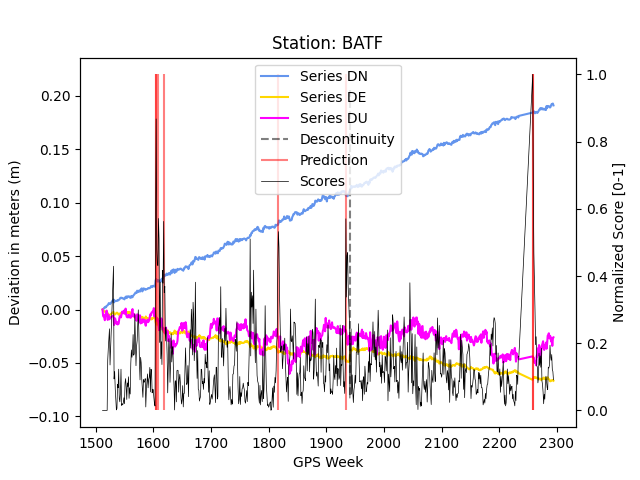 Station: BATF
Series DN
Series DE
Series DU
Discontinuity
Prediction
Scores
Deviation in meters (m)
0.20
0.15
0.10
0.05
0.00
−0.05
−0.10
1.0
0.8
0.6
0.4
0.2
0.0
Normalized Score [0-1]
1500 1600 1700 1800 1900 2000 2100 2200 2300
GPS Week